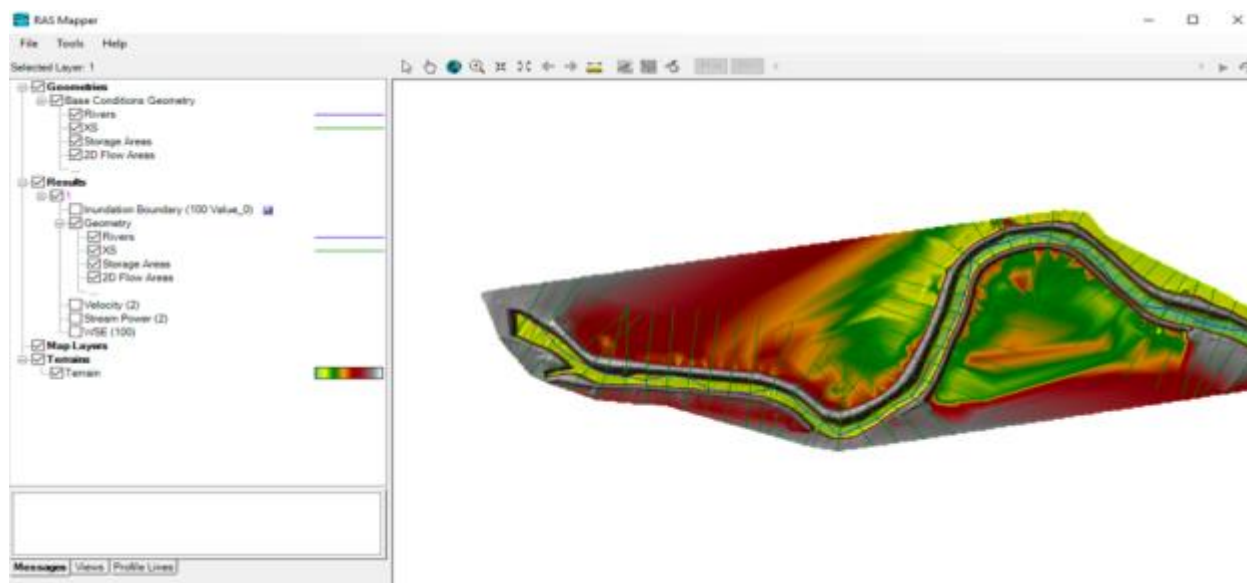 RAS Mapper
File Tools Help
Selected Layer: 1
Geometries
Base Conditions Geometry
Rivers
XS
Storage Areas
2D Flow Areas
...
Results
1
Inundation Boundary (100 Value_0)
Geometry
Rivers
XS
Storage Areas
2D Flow Areas
...
Velocity (2)
Stream Power (2)
WSE (100)
Map Layers
Terrains
Terrain
Messages Views Profile Lines